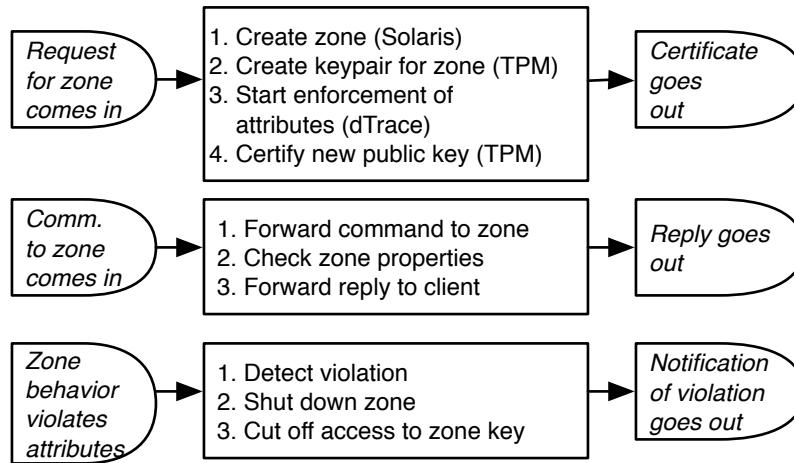 Request
for zone
comes in
1. Create zone (Solaris)
2. Create keypair for zone (TPM)
3. Start enforcement of
attributes (dTrace)
4. Certify new public key (TPM)
Certificate
goes
out
Comm.
to zone
comes in
1. Forward command to zone
2. Check zone properties
3. Forward reply to client
Reply goes
out
Zone
behavior
violates
attributes
1. Detect violation
2. Shut down zone
3. Cut off access to zone key
Notification
of violation
goes out